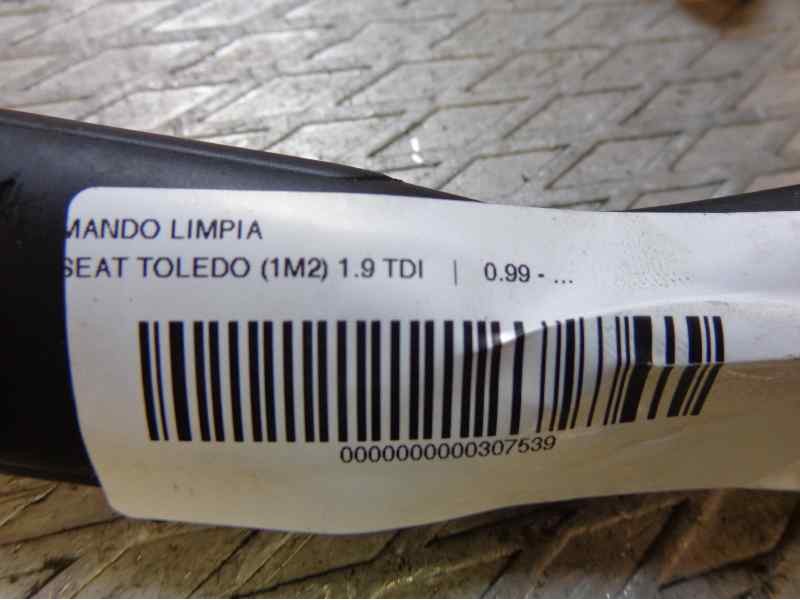 MANDO LIMPIA
SEAT TOLEDO (1M2) 1.9 TDI | 0.99 - ...
0000000000307539